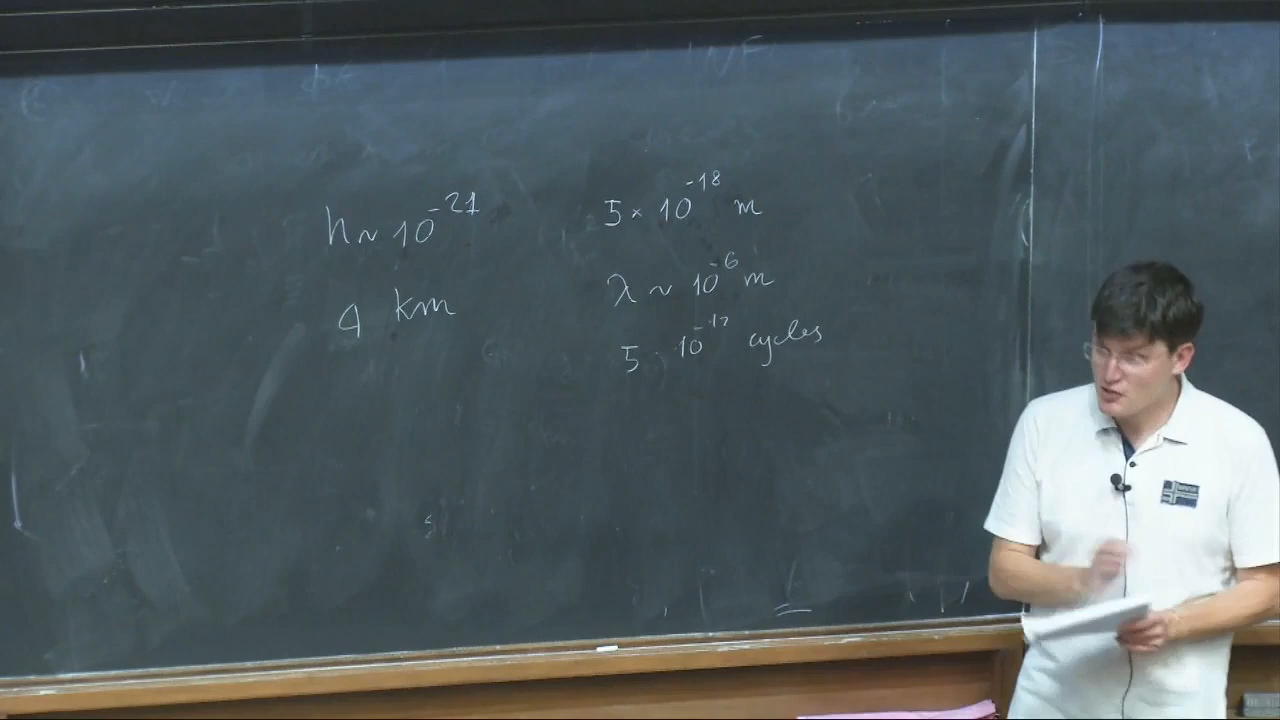 h ~ 10^-21
4 km
5 × 10^-18 m
λ ~ 10^-6 m
5 · 10^-12 cycles